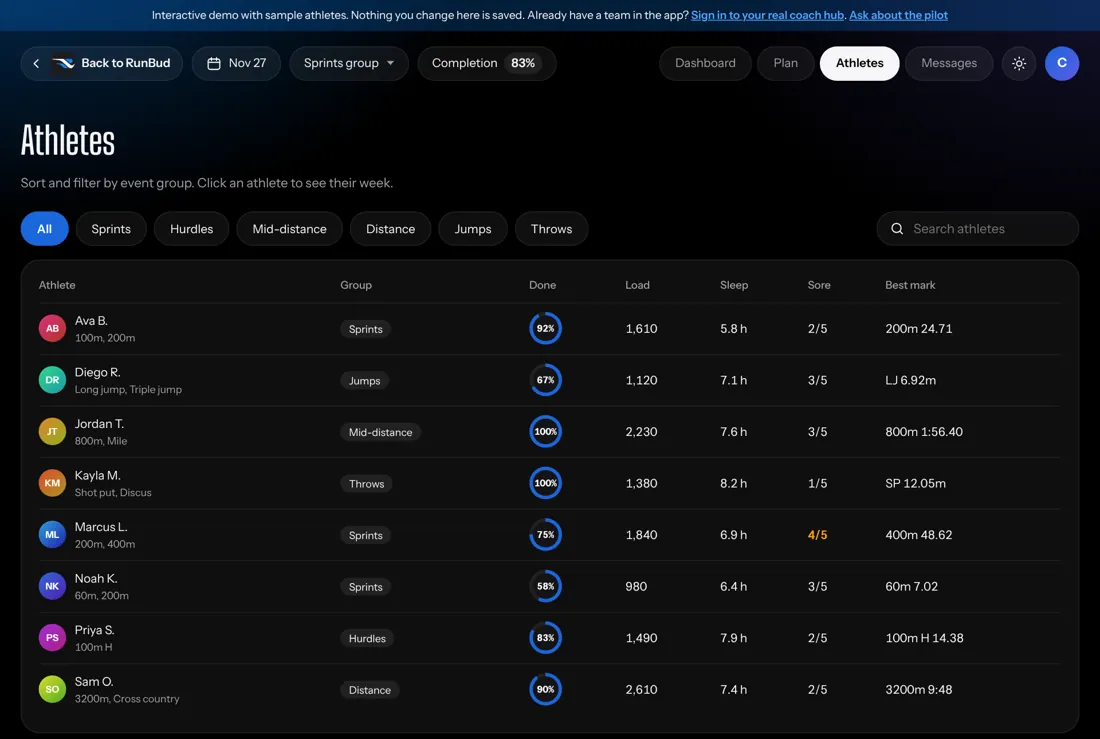 Interactive demo with sample athletes. Nothing you change here is saved. Already have a team in the app? Sign in to your real coach hub. Ask about the pilot
Back to RunBud Nov 27 Sprints group Completion 83% Dashboard Plan Athletes Messages C
Athletes
Sort and filter by event group. Click an athlete to see their week.
All Sprints Hurdles Mid-distance Distance Jumps Throws Search athletes
Athlete Group Done Load Sleep Sore Best mark
AB Ava B. Sprints 92% 1,610 5.8 h 2/5 200m 24.71
100m, 200m
DR Diego R. Jumps 67% 1,120 7.1 h 3/5 LJ 6.92m
Long jump, Triple jump
JT Jordan T. Mid-distance 100% 2,230 7.6 h 3/5 800m 1:56.40
800m, Mile
KM Kayla M. Throws 100% 1,380 8.2 h 1/5 SP 12.05m
Shot put, Discus
ML Marcus L. Sprints 75% 1,840 6.9 h 4/5 400m 48.62
200m, 400m
NK Noah K. Sprints 58% 980 6.4 h 3/5 60m 7.02
60m, 200m
PS Priya S. Hurdles 83% 1,490 7.9 h 2/5 100m H 14.38
100m H
SO Sam O. Distance 90% 2,610 7.4 h 2/5 3200m 9:48
3200m, Cross country